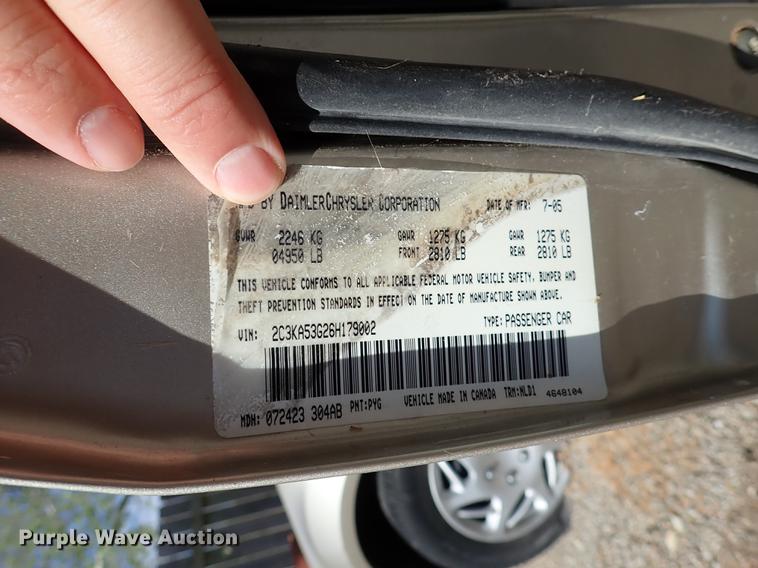 BY DAIMLERCHRYSLER CORPORATION DATE OF MFR: 7-05
GVWR 2246 KG GAWR 1275 KG GAWR 1275 KG
04950 LB FRONT 2810 LB REAR 2810 LB
THIS VEHICLE CONFORMS TO ALL APPLICABLE FEDERAL MOTOR VEHICLE SAFETY, BUMPER AND
THEFT PREVENTION STANDARDS IN EFFECT ON THE DATE OF MANUFACTURE SHOWN ABOVE.
VIN: 2C3KA53G26H179002 TYPE: PASSENGER CAR
MDH: 072423 304AB PNT:PYG VEHICLE MADE IN CANADA TRM:NLD1 4648104
Purple Wave Auction